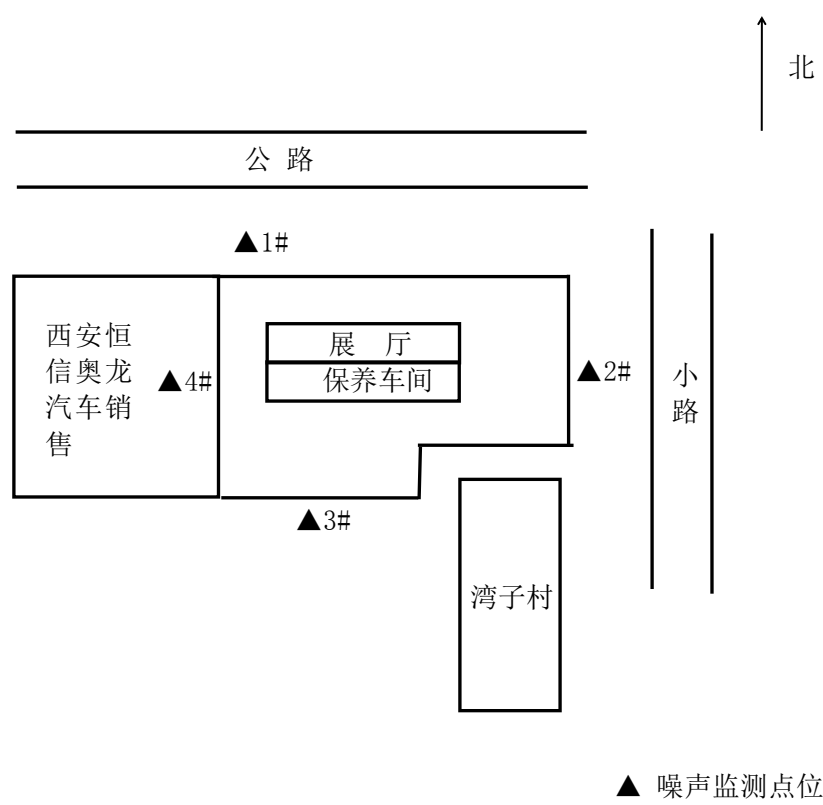 北
公 路
▲1#
西安恒
信奥龙
汽车销
售
▲4#
展 厅
保养车间
▲2#
小
路
▲3#
湾子村
▲ 噪声监测点位